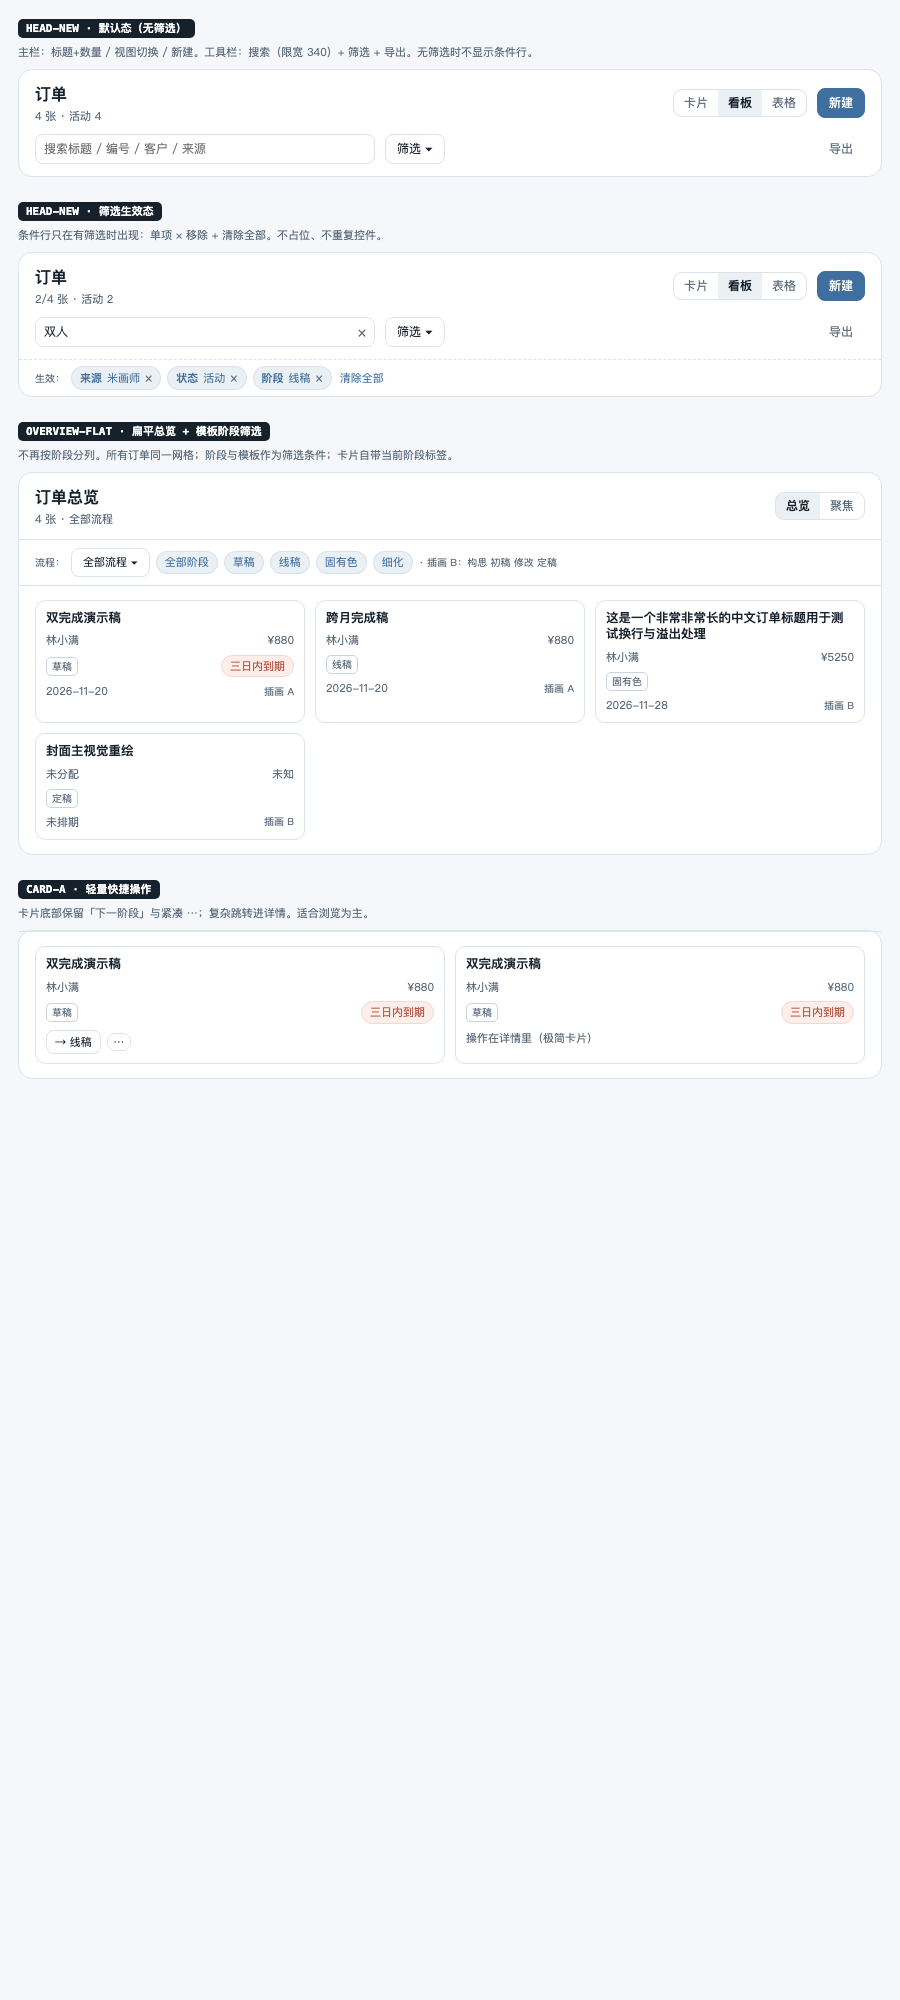 HEAD-NEW · 默认态（无筛选）
主栏：标题+数量 / 视图切换 / 新建。工具栏：搜索（限宽 340）+ 筛选 + 导出。无筛选时不显示条件行。
订单
4 张 · 活动 4
卡片 看板 表格 新建
搜索标题 / 编号 / 客户 / 来源 筛选 导出
HEAD-NEW · 筛选生效态
条件行只在有筛选时出现：单项 × 移除 + 清除全部。不占位、不重复控件。
订单
2/4 张 · 活动 2
卡片 看板 表格 新建
双人 × 筛选 导出
生效： 来源 米画师 × 状态 活动 × 阶段 线稿 × 清除全部
OVERVIEW-FLAT · 扁平总览 + 模板阶段筛选
不再按阶段分列。所有订单同一网格；阶段与模板作为筛选条件；卡片自带当前阶段标签。
订单总览
4 张 · 全部流程
总览 聚焦
流程： 全部流程 全部阶段 草稿 线稿 固有色 细化 · 插画 B：构思 初稿 修改 定稿
双完成演示稿
林小满 ¥880
草稿 三日内到期
2026-11-20 插画 A
跨月完成稿
林小满 ¥880
线稿
2026-11-20 插画 A
这是一个非常非常长的中文订单标题用于测
试换行与溢出处理
林小满 ¥5250
固有色
2026-11-28 插画 B
封面主视觉重绘
未分配 未知
定稿
未排期 插画 B
CARD-A · 轻量快捷操作
卡片底部保留「下一阶段」与紧凑 …；复杂跳转进详情。适合浏览为主。
双完成演示稿
林小满 ¥880
草稿 三日内到期
→ 线稿 …
双完成演示稿
林小满 ¥880
草稿 三日内到期
操作在详情里（极简卡片）